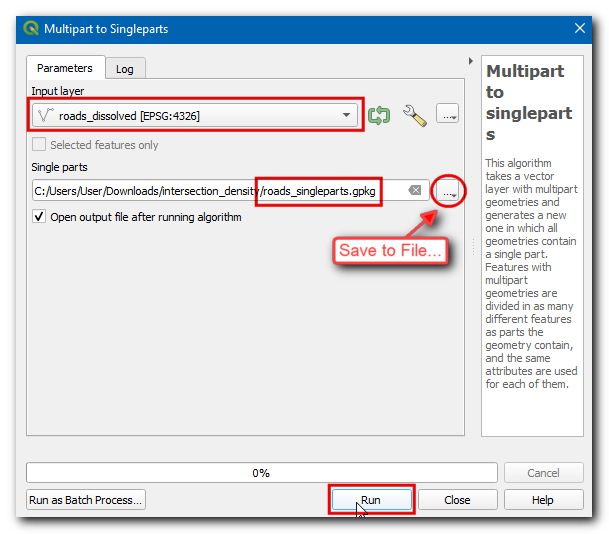 Multipart to Singleparts
Parameters
Log
Input layer
roads_dissolved [EPSG:4326]
...
Selected features only
Single parts
C:/Users/User/Downloads/intersection_density/roads_singleparts.gpkg
...
Open output file after running algorithm
Save to File...
Multipart
to
singlepart
s
This algorithm
takes a vector
layer with multipart
geometries and
generates a new
one in which all
geometries contain
a single part.
Features with
multipart
geometries are
divided in as many
different features
as parts the
geometry contain,
and the same
attributes are used
for each of them.
0%
Cancel
Run as Batch Process...
Run
Close
Help